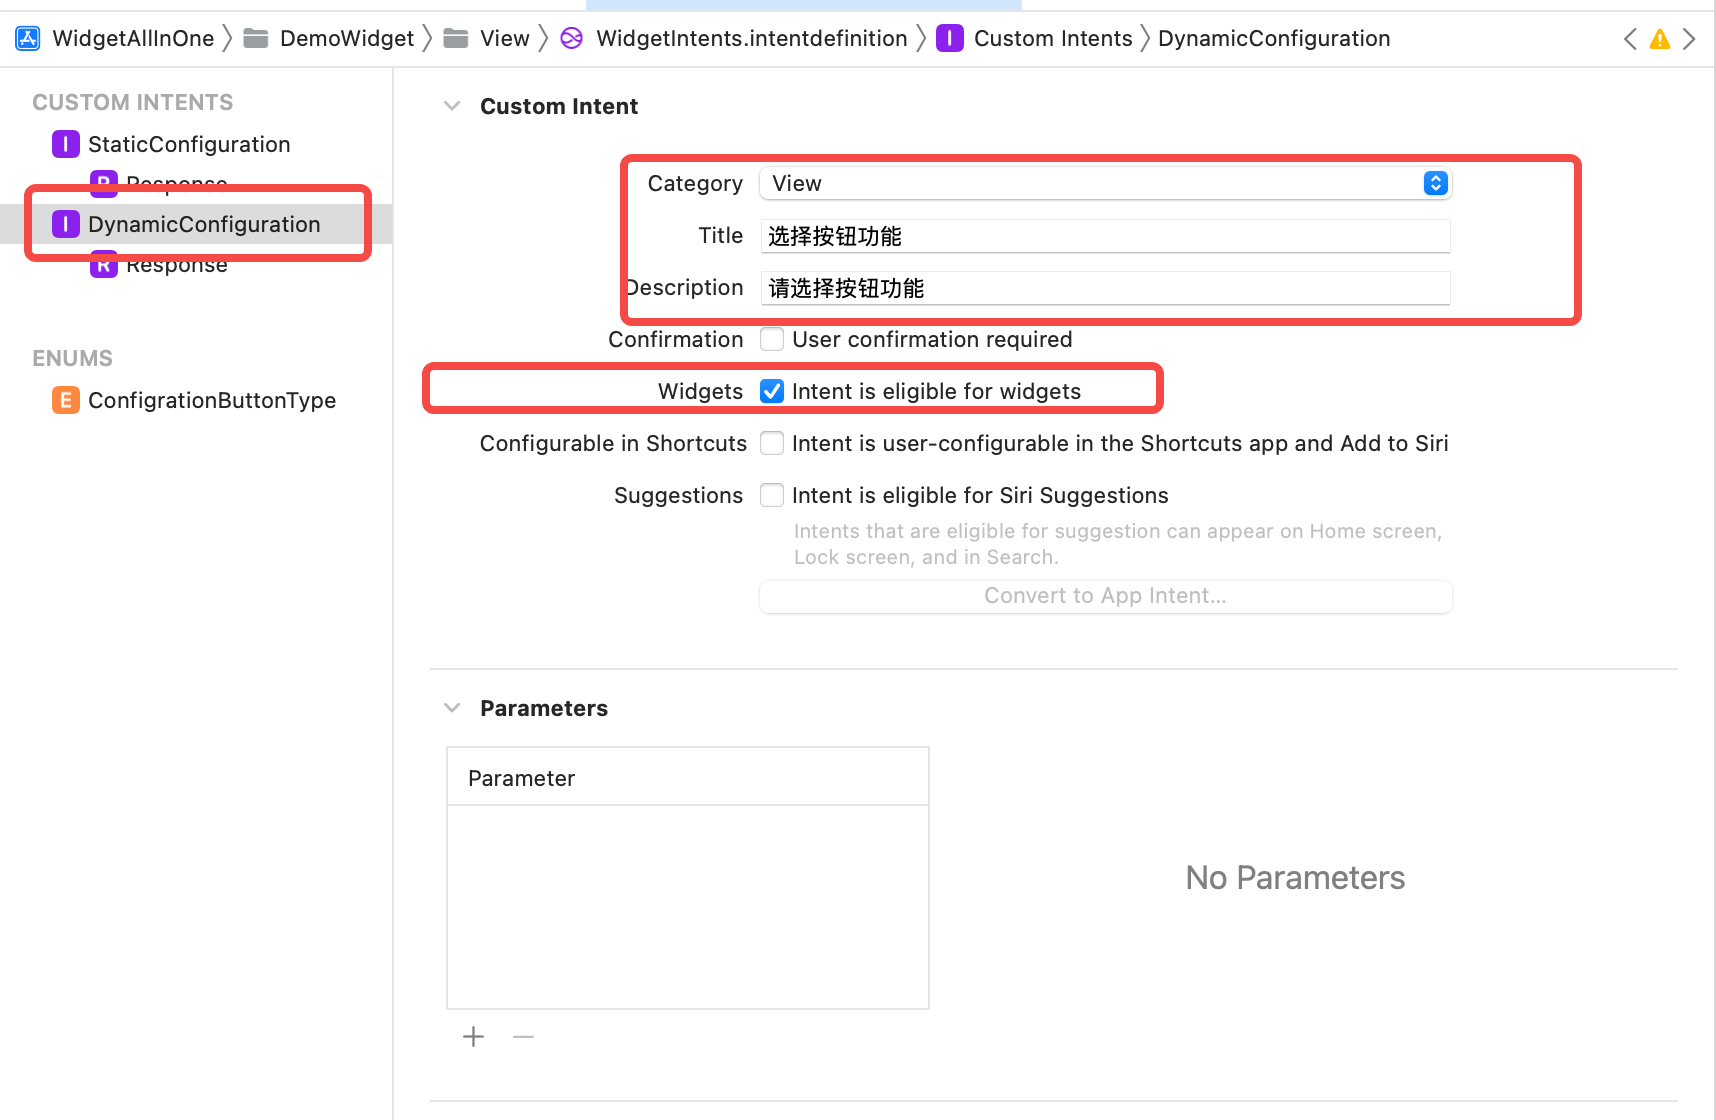 WidgetAllInOne DemoWidget View WidgetIntents.intentdefinition I Custom Intents DynamicConfiguration
CUSTOM INTENTS
I StaticConfiguration
R Response
I DynamicConfiguration
R Response
ENUMS
E ConfigrationButtonType
Custom Intent
Category View
Title 选择按钮功能
Description 请选择按钮功能
Confirmation User confirmation required
Widgets Intent is eligible for widgets
Configurable in Shortcuts Intent is user-configurable in the Shortcuts app and Add to Siri
Suggestions Intent is eligible for Siri Suggestions
Intents that are eligible for suggestion can appear on Home screen,
Lock screen, and in Search.
Convert to App Intent...
Parameters
Parameter
No Parameters